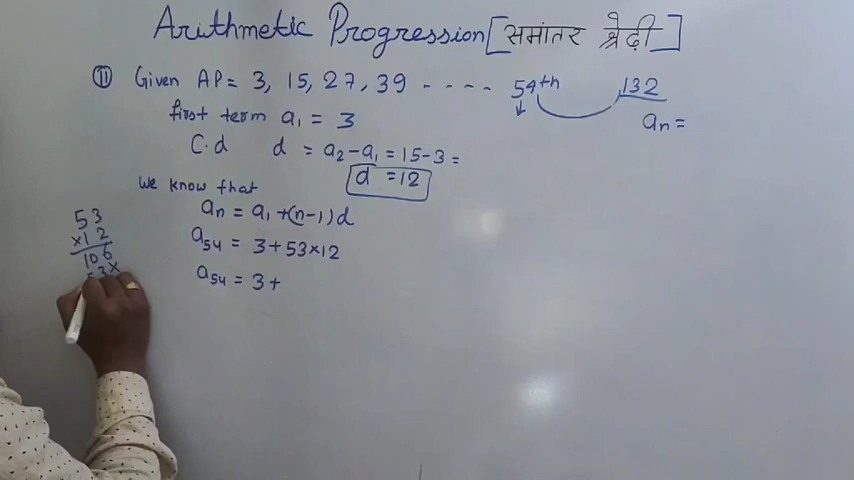 Arithmetic Progression [समांतर श्रेढ़ी]
⑪ Given AP = 3, 15, 27, 39 ----- 54th 132
first term a₁ = 3 aₙ =
C.d d = a₂ - a₁ = 15 - 3 =
d = 12
We know that
aₙ = a₁ + (n-1) d
a₅₄ = 3 + 53 × 12
a₅₄ = 3 +
53
×12
106
53×